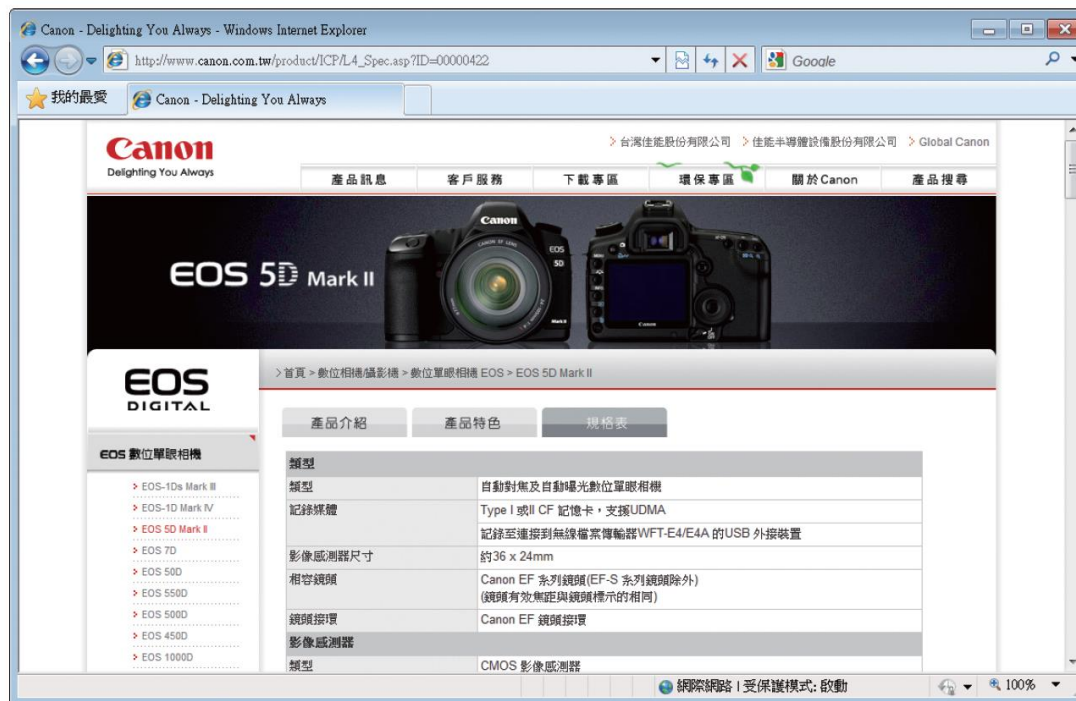 Canon - Delighting You Always - Windows Internet Explorer
http://www.canon.com.tw/product/ICP/L4_Spec.asp?ID=00000422
Google
我的最愛
Canon - Delighting You Always
Canon
Delighting You Always
> 台灣佳能股份有限公司 > 佳能半導體設備股份有限公司 > Global Canon
產品訊息 客戶服務 下載專區 環保專區 關於Canon 產品搜尋
EOS 5D Mark II
Canon
CANON EF LENS
EOS
5D
Mark II
Canon
EOS
DIGITAL
> 首頁 > 數位相機/攝影機 > 數位單眼相機 EOS > EOS 5D Mark II
產品介紹 產品特色 規格表
EOS 數位單眼相機
> EOS-1Ds Mark III
> EOS-1D Mark IV
> EOS 5D Mark II
> EOS 7D
> EOS 50D
> EOS 550D
> EOS 500D
> EOS 450D
> EOS 1000D
類型
類型 自動對焦及自動曝光數位單眼相機
記錄媒體 Type I 或II CF 記憶卡，支援UDMA
記錄至連接到無線檔案傳輸器WFT-E4/E4A 的USB 外接裝置
影像感測器尺寸 約36 x 24mm
相容鏡頭 Canon EF 系列鏡頭(EF-S 系列鏡頭除外)
(鏡頭有效焦距與鏡頭標示的相同)
鏡頭接環 Canon EF 鏡頭接環
影像感測器
類型 CMOS 影像感測器
網際網路 | 受保護模式: 啟動
100%